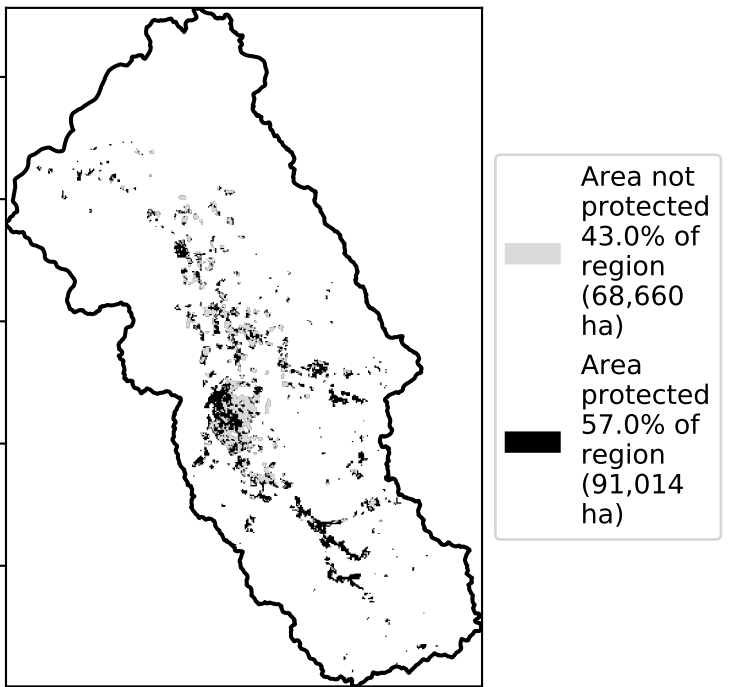 Area not
protected
43.0% of
region
(68,660
ha)
Area
protected
57.0% of
region
(91,014
ha)